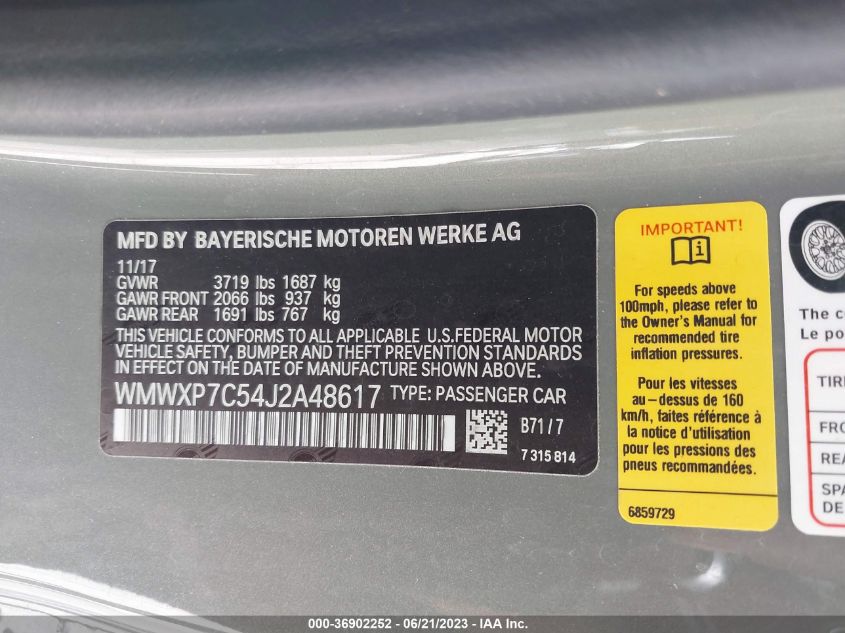 MFD BY BAYERISCHE MOTOREN WERKE AG
11/17
GVWR 3719 lbs 1687 kg
GAWR FRONT 2066 lbs 937 kg
GAWR REAR 1691 lbs 767 kg
THIS VEHICLE CONFORMS TO ALL APPLICABLE U.S.FEDERAL MOTOR
VEHICLE SAFETY, BUMPER AND THEFT PREVENTION STANDARDS
IN EFFECT ON THE DATE OF MANUFACTURE SHOWN ABOVE.
WMWXP7C54J2A48617 TYPE: PASSENGER CAR
B71/7
7 315 814
IMPORTANT!
For speeds above
100mph, please refer to
the Owner's Manual for
recommended tire
inflation pressures.
Pour les vitesses
au-dessus de 160
km/h, faites référence à
la notice d'utilisation
pour les pressions des
pneus recommandées.
6859729
The c
Le po
TIR
FRO
REA
SPA
DE
000-36902252 - 06/21/2023 - IAA Inc.